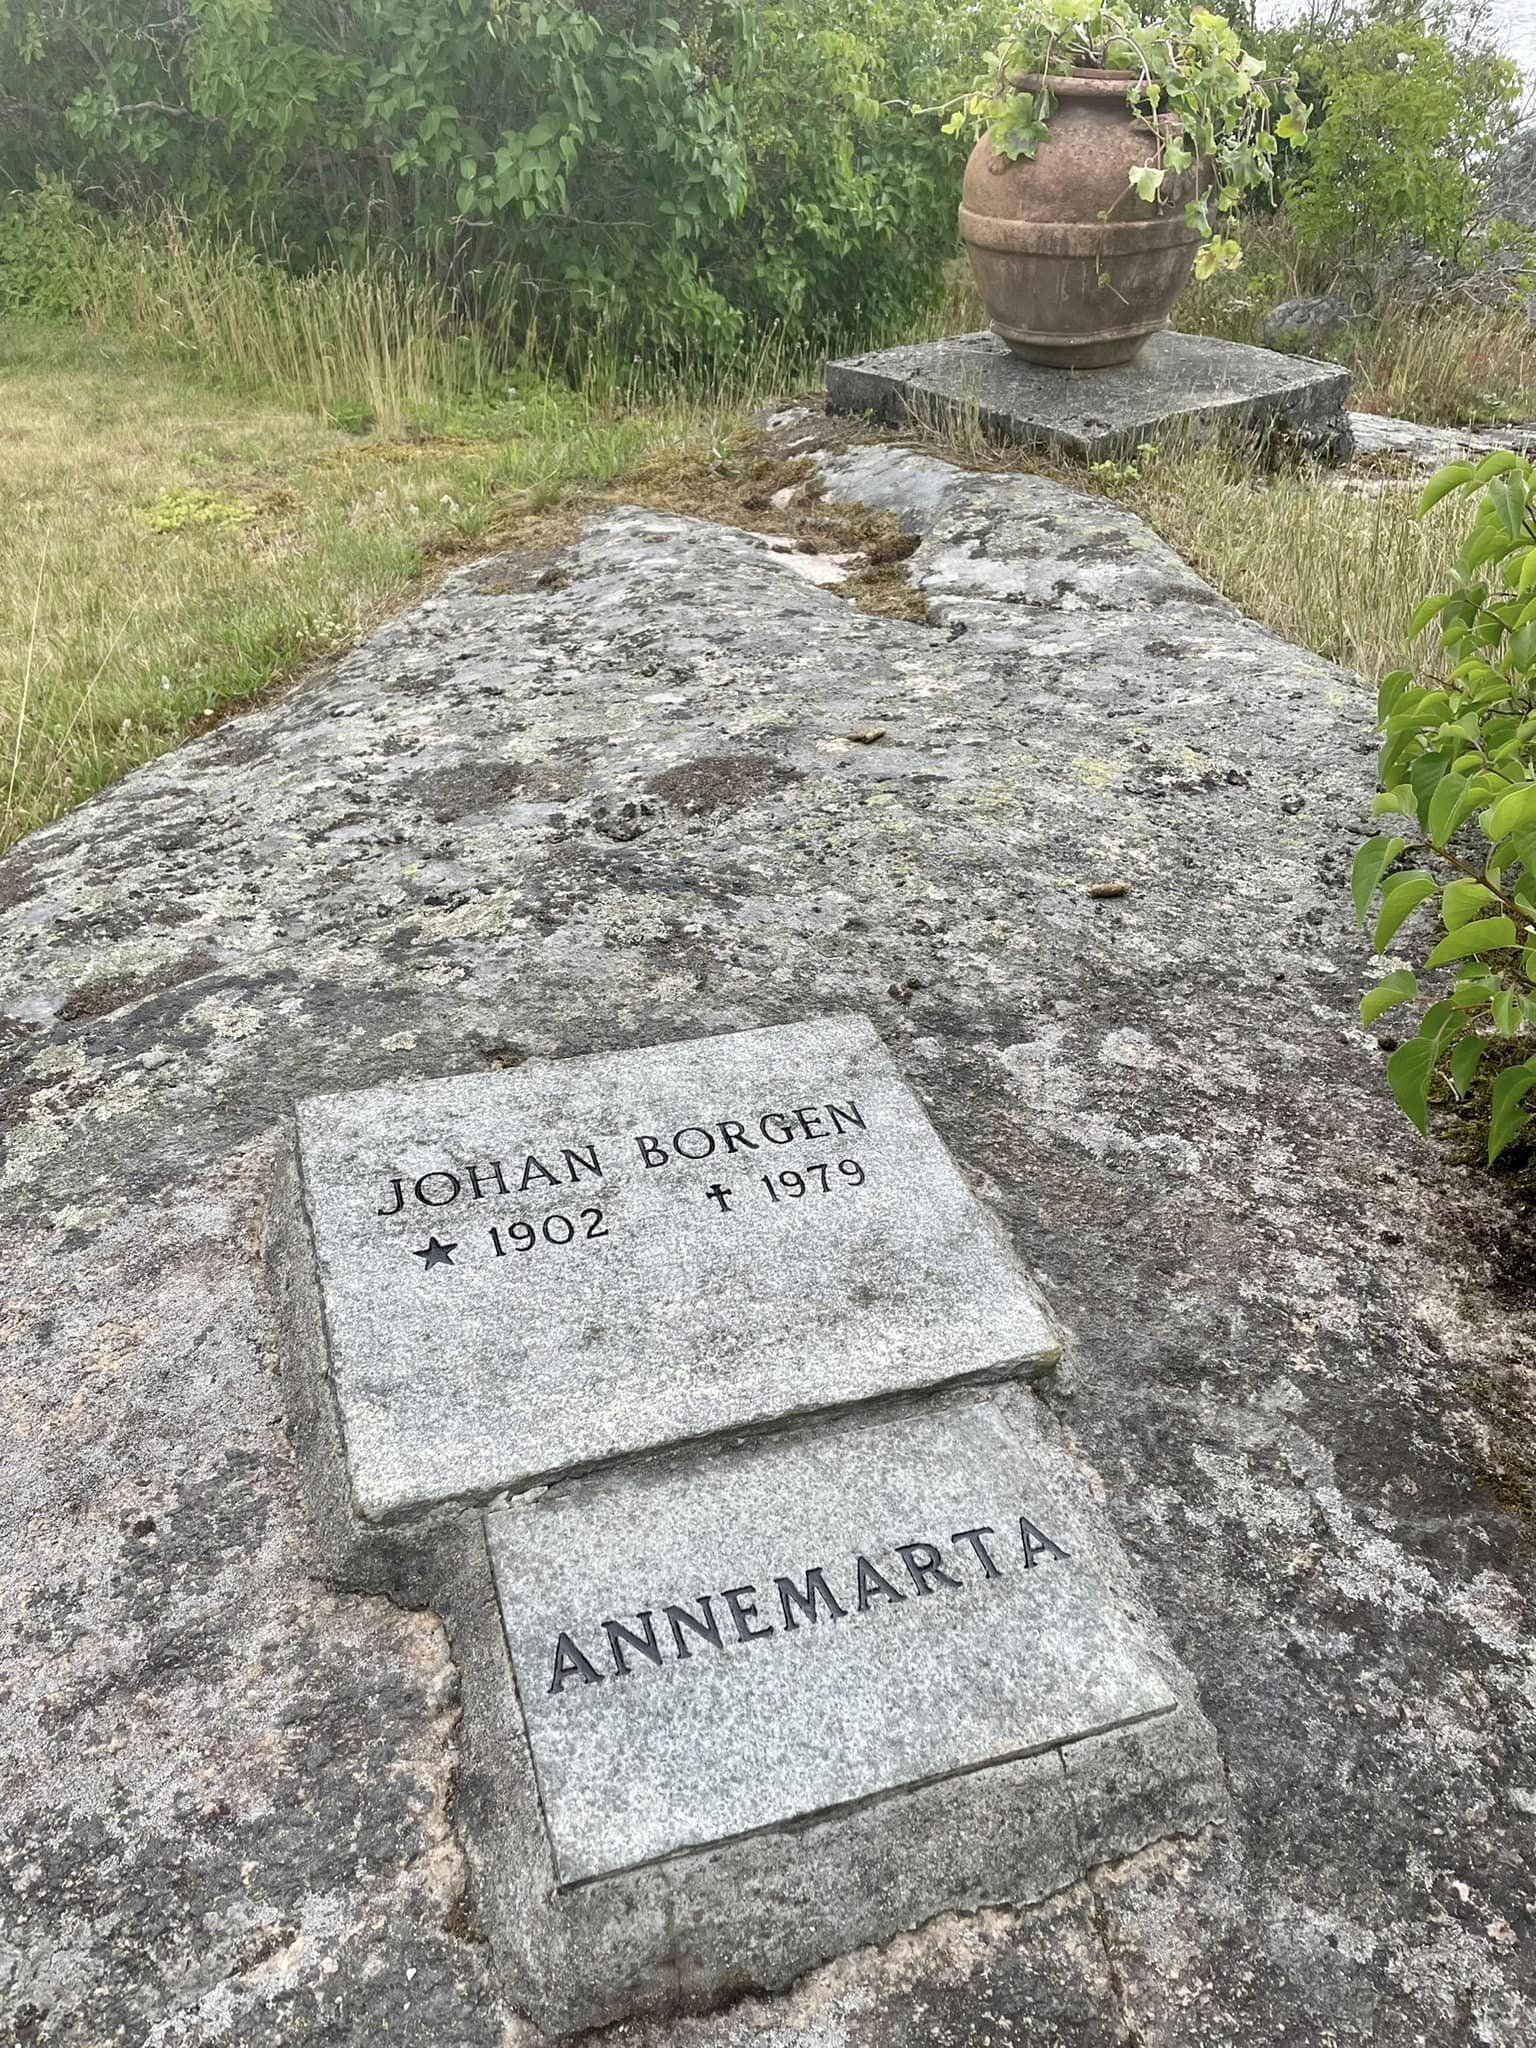 JOHAN BORGEN
★ 1902 ✝ 1979
ANNEMARTA